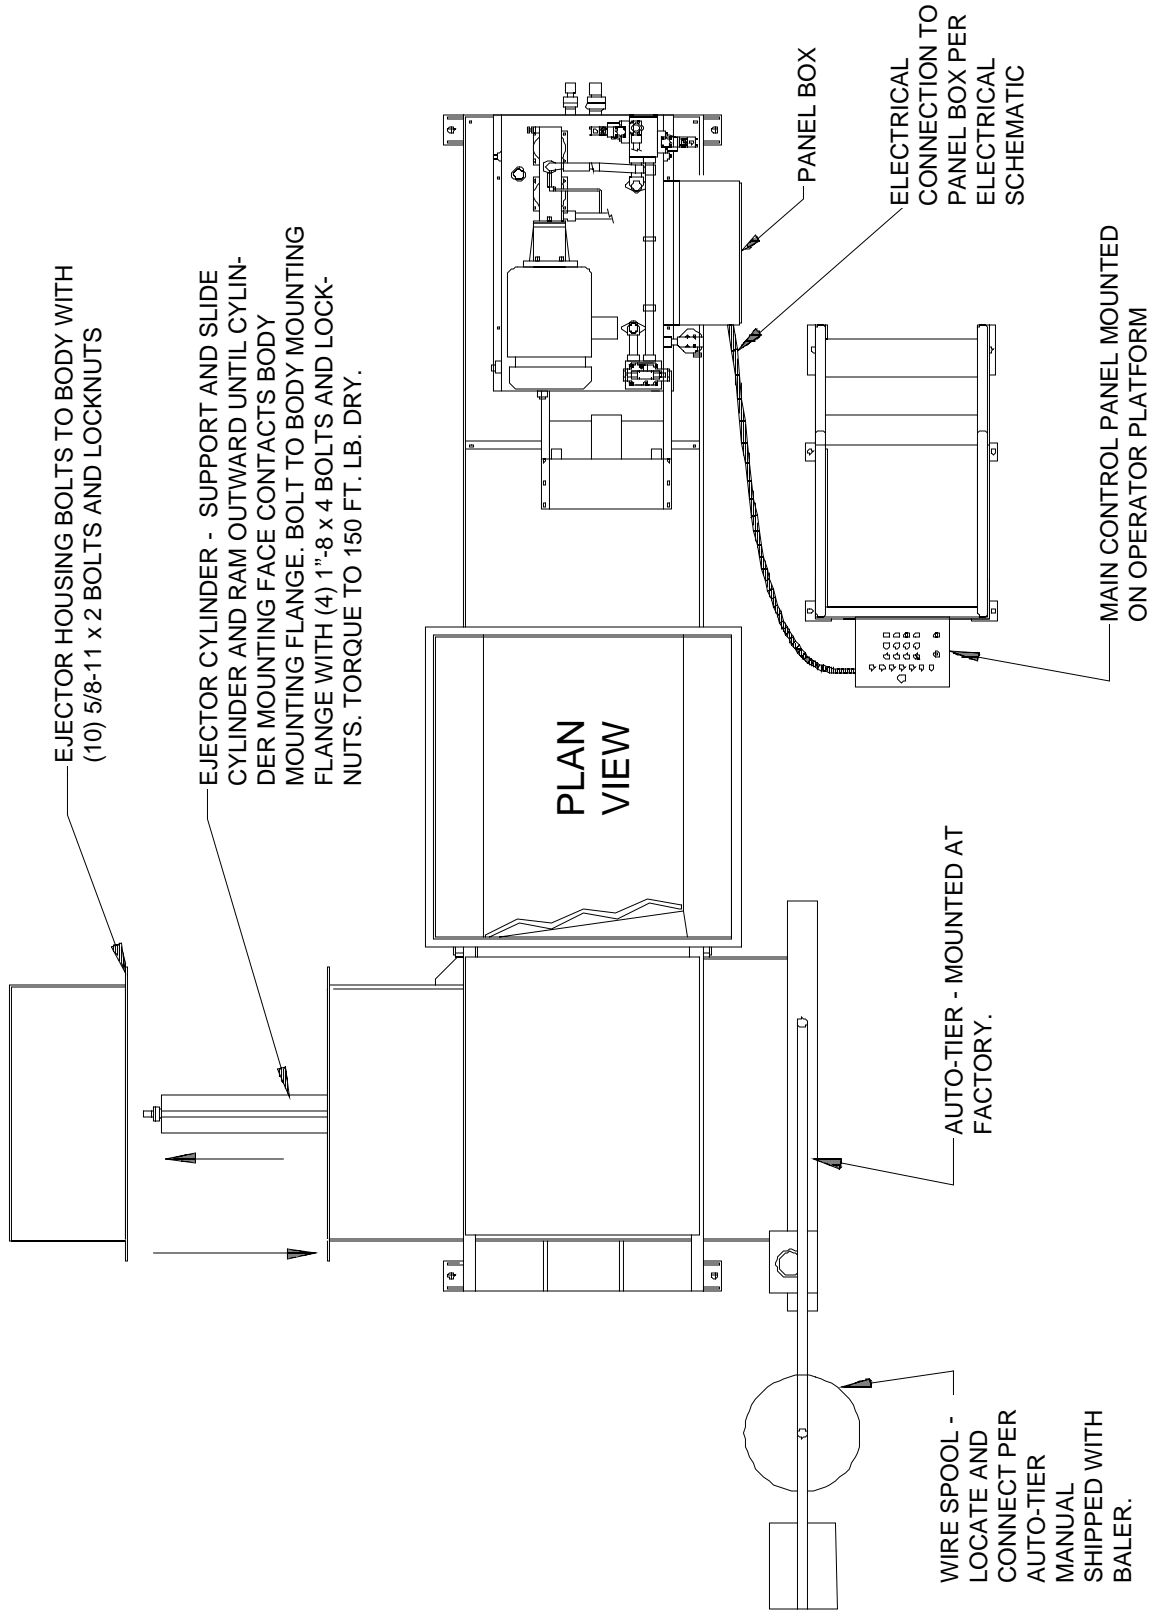 EJECTOR HOUSING BOLTS TO BODY WITH
(10) 5/8-11 x 2 BOLTS AND LOCKNUTS
EJECTOR CYLINDER - SUPPORT AND SLIDE
CYLINDER AND RAM OUTWARD UNTIL CYLIN-
DER MOUNTING FACE CONTACTS BODY
MOUNTING FLANGE. BOLT TO BODY MOUNTING
FLANGE WITH (4) 1"-8 x 4 BOLTS AND LOCK-
NUTS. TORQUE TO 150 FT. LB. DRY.
PLAN
VIEW
PANEL BOX
ELECTRICAL
CONNECTION TO
PANEL BOX PER
ELECTRICAL
SCHEMATIC
MAIN CONTROL PANEL MOUNTED
ON OPERATOR PLATFORM
AUTO-TIER - MOUNTED AT
FACTORY.
WIRE SPOOL -
LOCATE AND
CONNECT PER
AUTO-TIER
MANUAL
SHIPPED WITH
BALER.